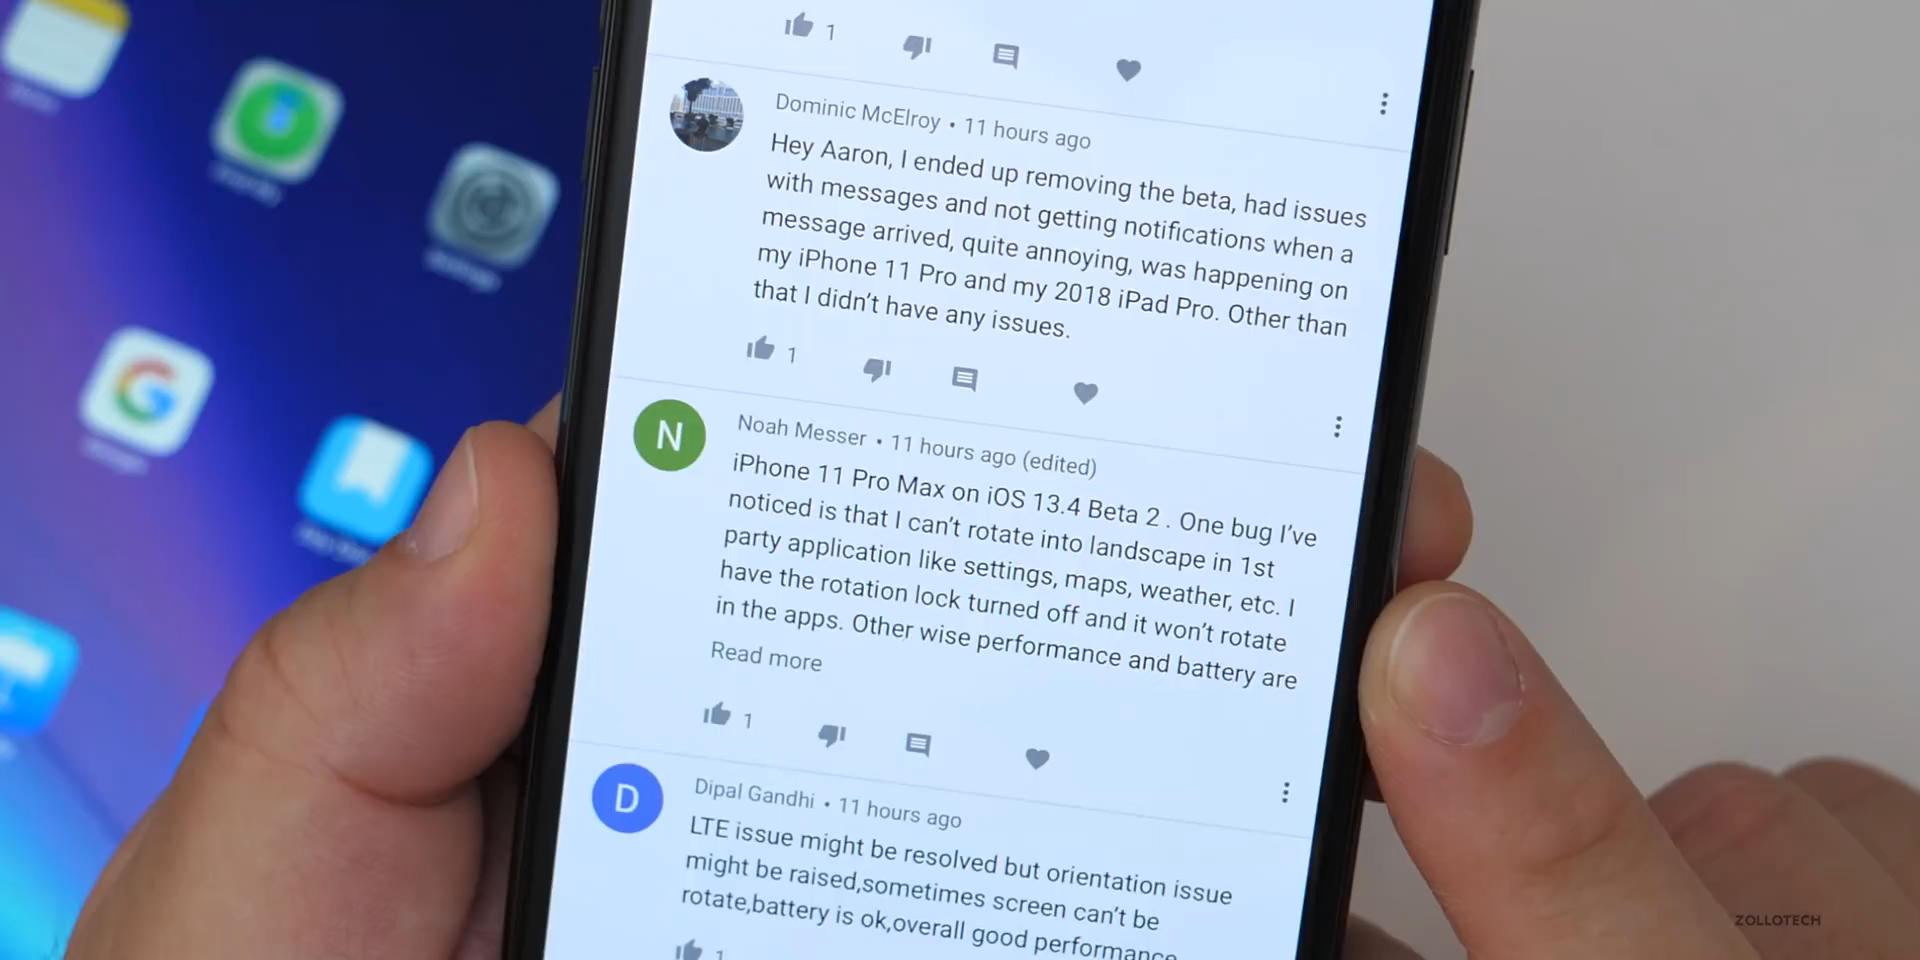 1
Dominic McElroy • 11 hours ago
Hey Aaron, I ended up removing the beta, had issues
with messages and not getting notifications when a
message arrived, quite annoying, was happening on
my iPhone 11 Pro and my 2018 iPad Pro. Other than
that I didn't have any issues.
1
N
Noah Messer • 11 hours ago (edited)
iPhone 11 Pro Max on iOS 13.4 Beta 2 . One bug I've
noticed is that I can't rotate into landscape in 1st
party application like settings, maps, weather, etc. I
have the rotation lock turned off and it won't rotate
in the apps. Other wise performance and battery are
Read more
1
D
Dipal Gandhi • 11 hours ago
LTE issue might be resolved but orientation issue
might be raised,sometimes screen can't be
rotate,battery is ok,overall good performance
1
G
ZOLLOTECH